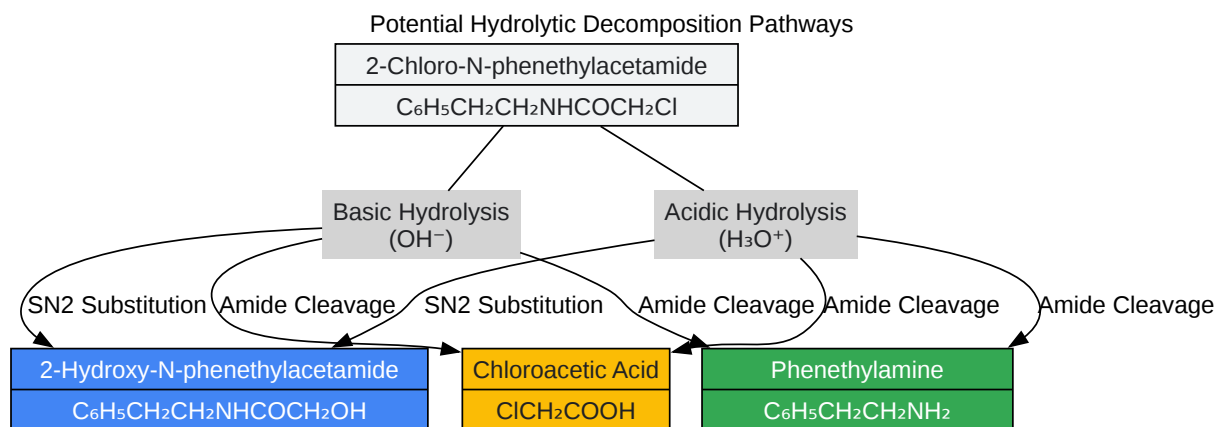 Potential Hydrolytic Decomposition Pathways
2-Chloro-N-phenethylacetamide
C₆H₅CH₂CH₂NHCOCH₂Cl
Basic Hydrolysis
(OH⁻)
Acidic Hydrolysis
(H₃O⁺)
SN2 Substitution
Amide Cleavage
SN2 Substitution
Amide Cleavage
Amide Cleavage
Amide Cleavage
2-Hydroxy-N-phenethylacetamide
C₆H₅CH₂CH₂NHCOCH₂OH
Chloroacetic Acid
ClCH₂COOH
Phenethylamine
C₆H₅CH₂CH₂NH₂